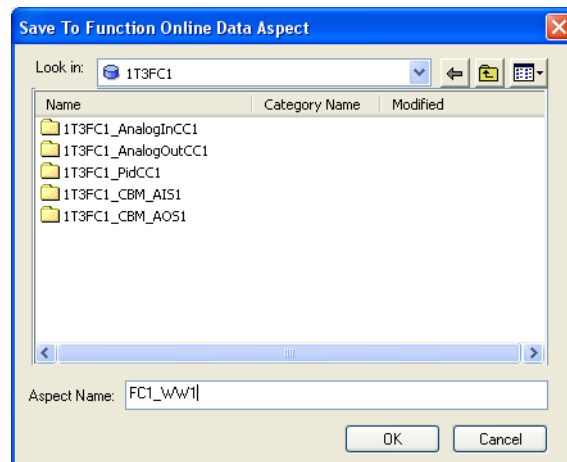 Save To Function Online Data Aspect
Look in: 1T3FC1
Name Category Name Modified
1T3FC1_AnalogInCC1
1T3FC1_AnalogOutCC1
1T3FC1_PidCC1
1T3FC1_CBM_AIS1
1T3FC1_CBM_AOS1
Aspect Name: FC1_WW1
OK Cancel